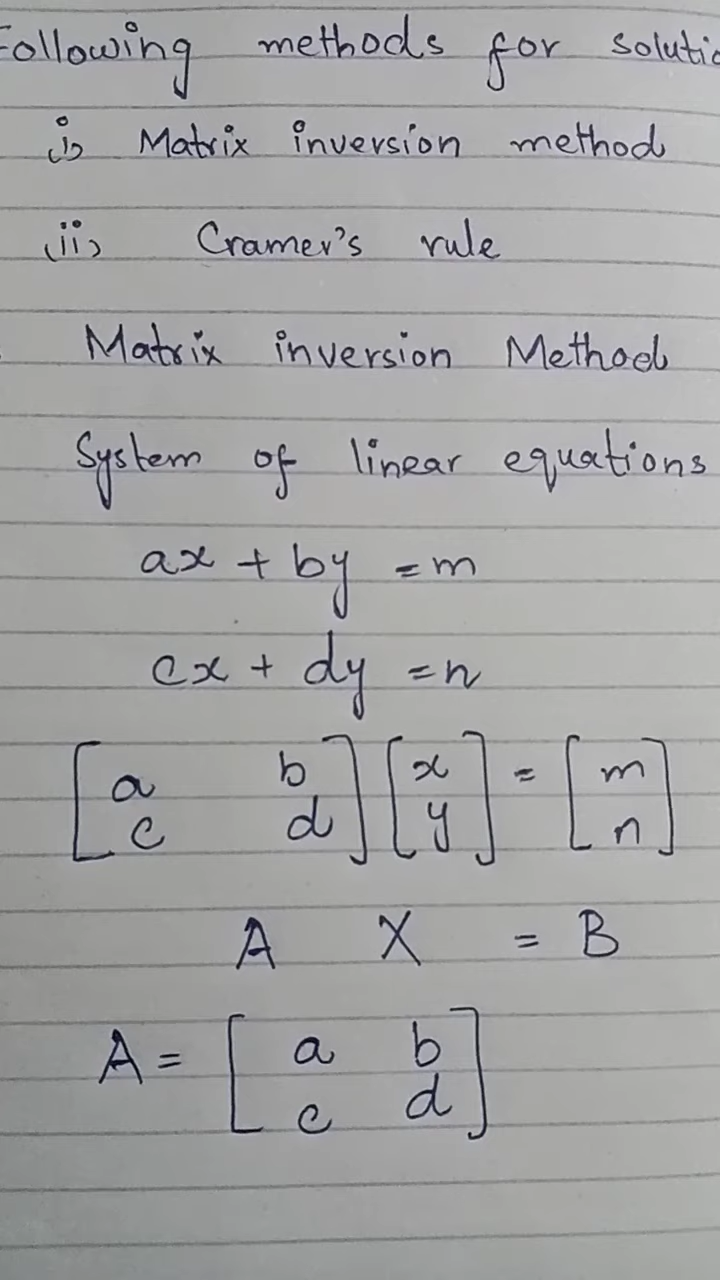 Following methods for solutio
(i) Matrix inversion method
(ii) Cramer's rule
Matrix inversion Method
System of linear equations
ax + by = m
cx + dy = n
[a b] [x] = [m]
[c d] [y] [n]
A X = B
A = [a b]
[c d]